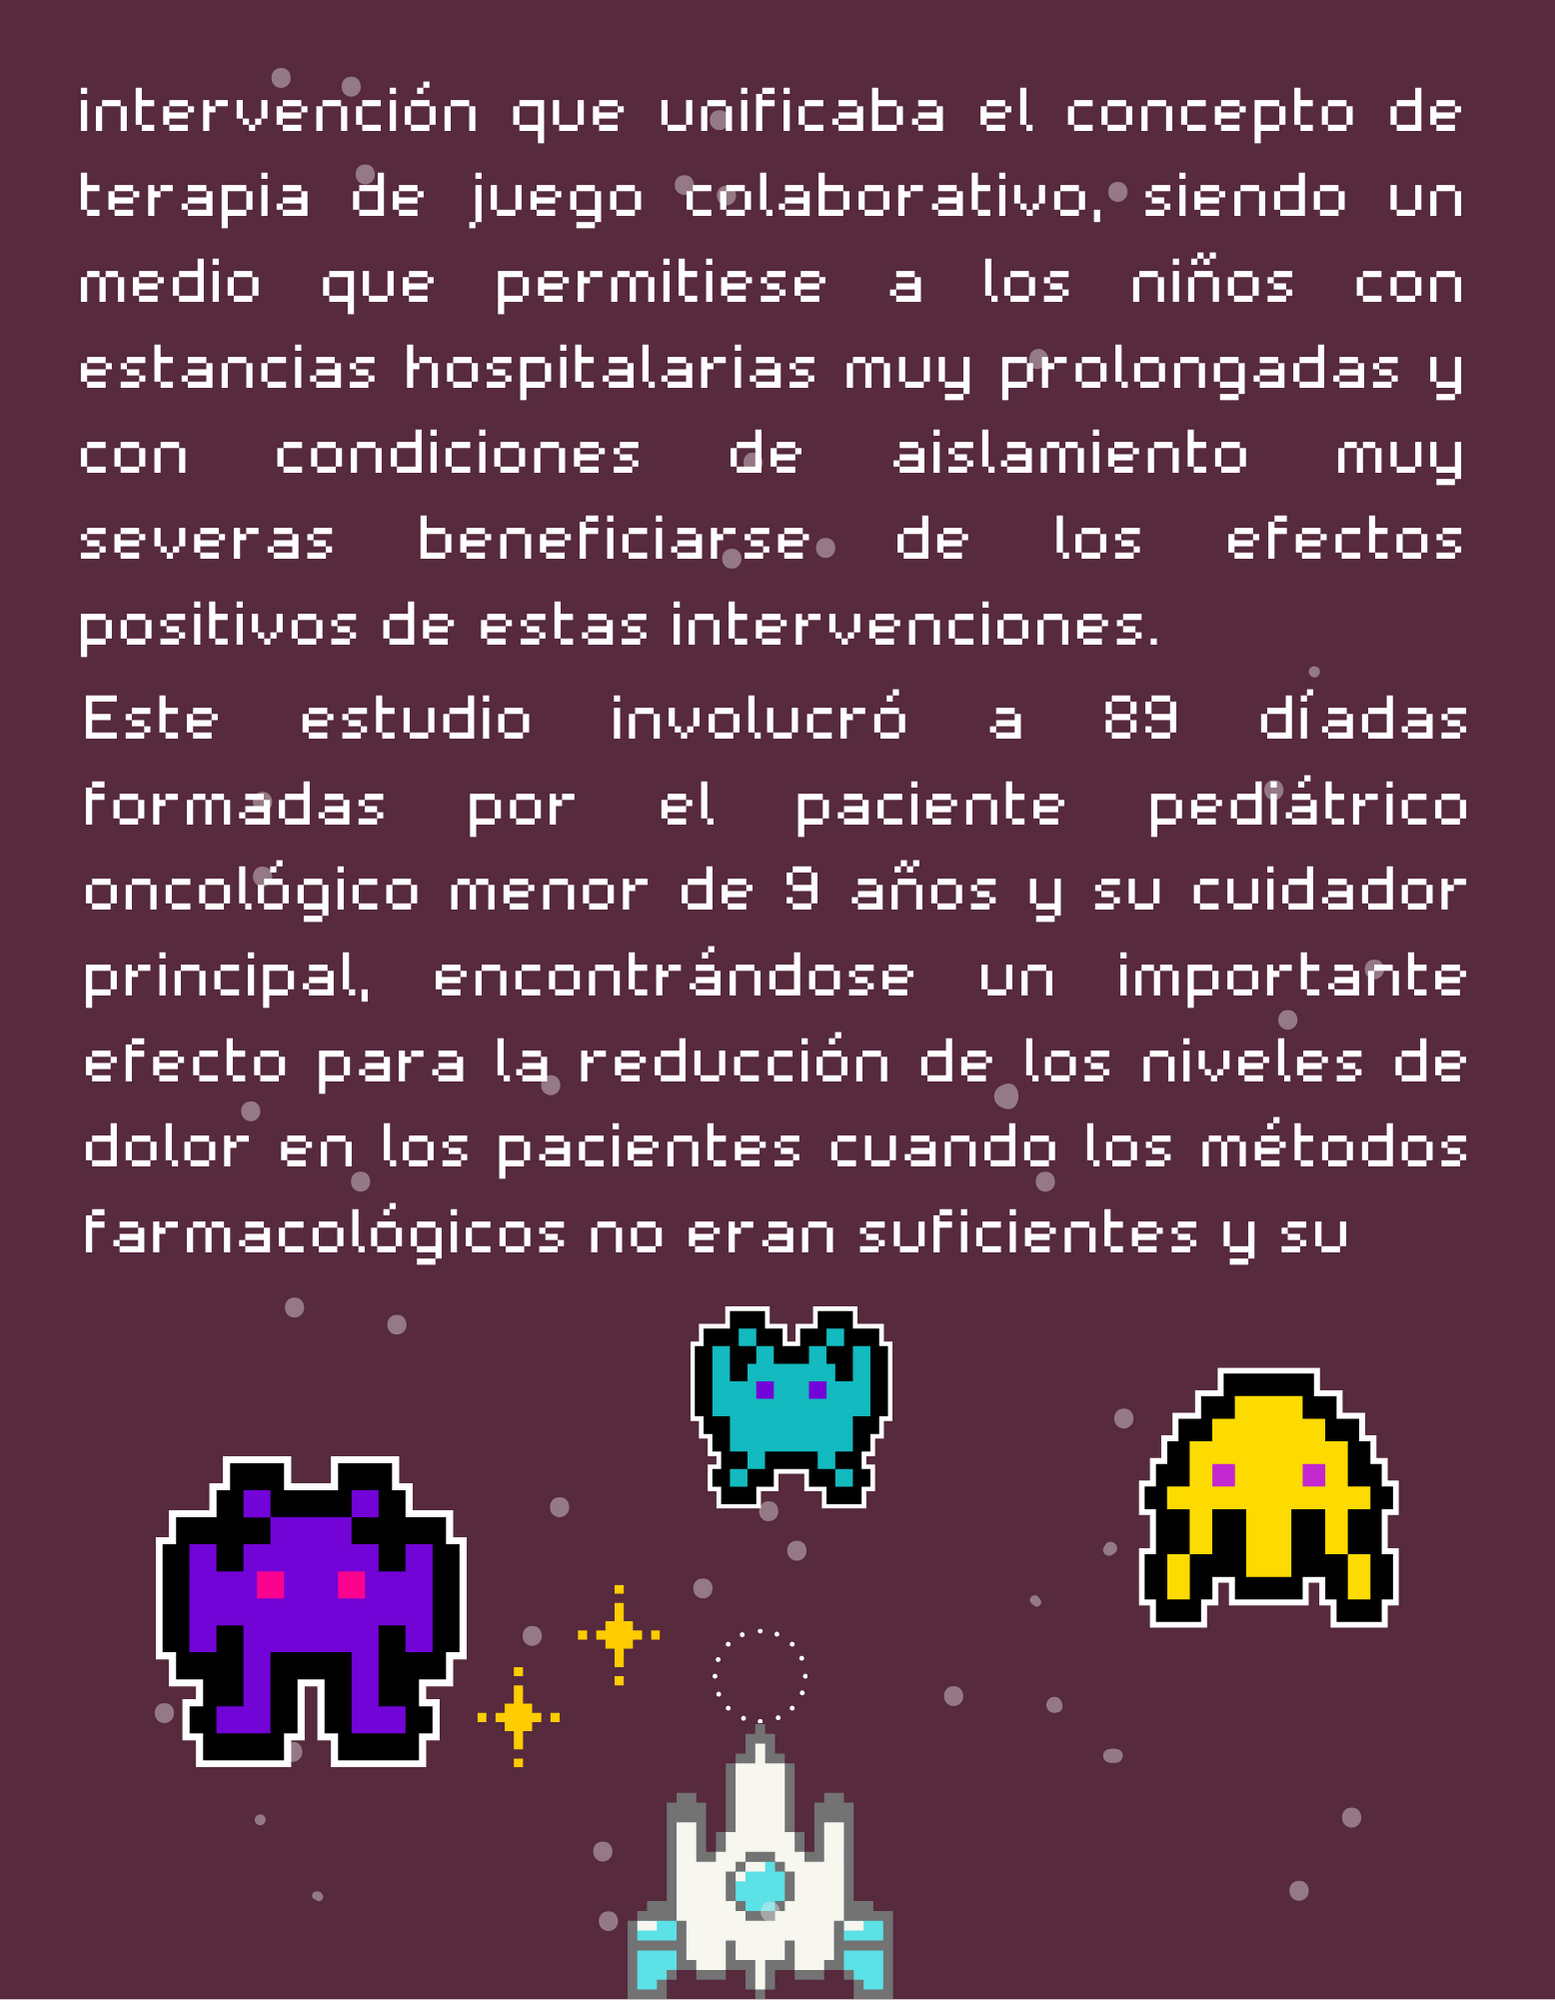 intervención que unificaba el concepto de
terapia de juego colaborativo, siendo un
medio que permitiese a los niños con
estancias hospitalarias muy prolongadas y
con condiciones de aislamiento muy
severas beneficiarse de los efectos
positivos de estas intervenciones.
Este estudio involucró a 89 díadas
formadas por el paciente pediátrico
oncológico menor de 9 años y su cuidador
principal, encontrándose un importante
efecto para la reducción de los niveles de
dolor en los pacientes cuando los métodos
farmacológicos no eran suficientes y su